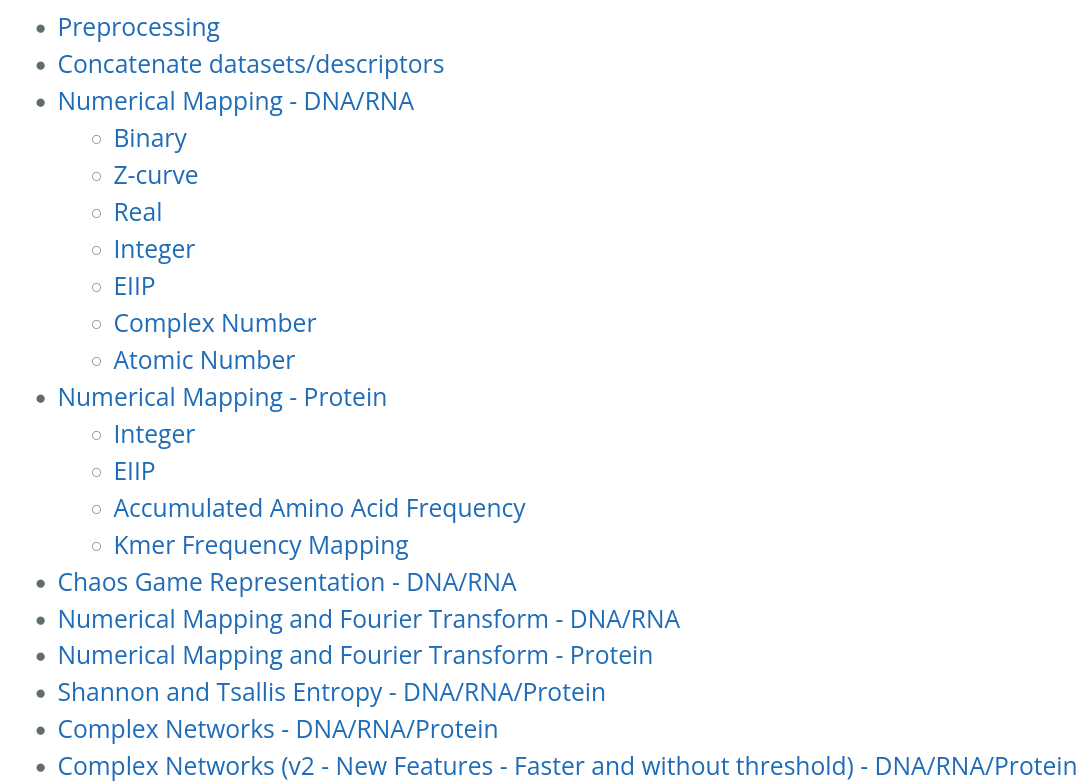 Preprocessing
Concatenate datasets/descriptors
Numerical Mapping - DNA/RNA
Binary
Z-curve
Real
Integer
EIIP
Complex Number
Atomic Number
Numerical Mapping - Protein
Integer
EIIP
Accumulated Amino Acid Frequency
Kmer Frequency Mapping
Chaos Game Representation - DNA/RNA
Numerical Mapping and Fourier Transform - DNA/RNA
Numerical Mapping and Fourier Transform - Protein
Shannon and Tsallis Entropy - DNA/RNA/Protein
Complex Networks - DNA/RNA/Protein
Complex Networks (v2 - New Features - Faster and without threshold) - DNA/RNA/Protein